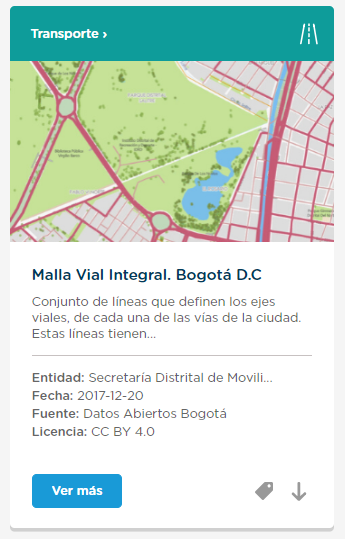 Transporte ›
Malla Vial Integral. Bogotá D.C
Conjunto de líneas que definen los ejes
viales, de cada una de las vías de la ciudad.
Estas líneas tienen...
Entidad: Secretaría Distrital de Movili...
Fecha: 2017-12-20
Fuente: Datos Abiertos Bogotá
Licencia: CC BY 4.0
Ver más